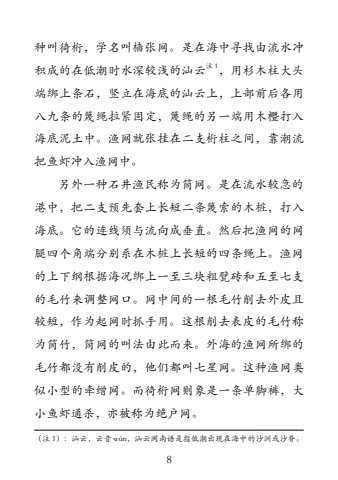 种叫待桁，学名叫樯张网。是在海中寻找由流水冲
积成的在低潮时水深较浅的汕云注1，用杉木柱大头
端绑上条石，竖立在海底的汕云上，上部前后各用
八九条的篾绳拉紧固定，篾绳的另一端用木樫打入
海底泥土中。渔网就张挂在二支桁柱之间，靠潮流
把鱼虾冲入渔网中。
另外一种石井渔民称为筒网。是在流水较急的
港中，把二支预先套上长短二条篾索的木桩，打入
海底。它的连线须与流向成垂直。然后把渔网的网
腿四个角端分别系在木桩上长短的四条绳上。渔网
的上下纲根据海况绑上一至三块粗甓砖和五至七支
的毛竹来调整网口。网中间的一根毛竹削去外皮且
较短，作为起网时抓手用。这根削去表皮的毛竹称
为筒竹，筒网的叫法由此而来。外海的渔网所绑的
毛竹都没有削皮的，他们都叫七星网。这种渔网类
似小型的牵缯网。而待桁网则象是一条单脚裤，大
小鱼虾通杀，亦被称为绝户网。
（注1）：汕云，云音wún，汕云闽南语是指低潮出现在海中的沙洲或沙脊。
8